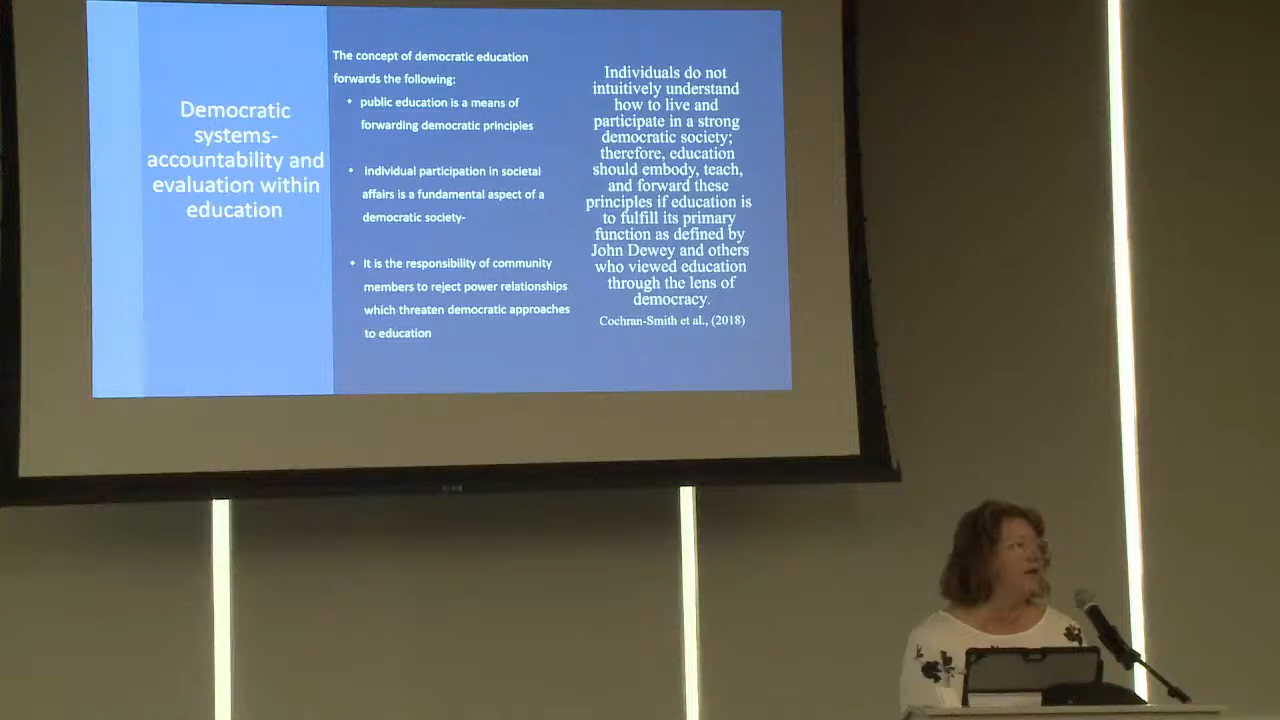 Democratic
systems-
accountability and
evaluation within
education
The concept of democratic education
forwards the following:
• public education is a means of
forwarding democratic principles
• Individual participation in societal
affairs is a fundamental aspect of a
democratic society-
• It is the responsibility of community
members to reject power relationships
which threaten democratic approaches
to education
Individuals do not
intuitively understand
how to live and
participate in a strong
democratic society;
therefore, education
should embody, teach,
and forward these
principles if education is
to fulfill its primary
function as defined by
John Dewey and others
who viewed education
through the lens of
democracy.
Cochran-Smith et al., (2018)